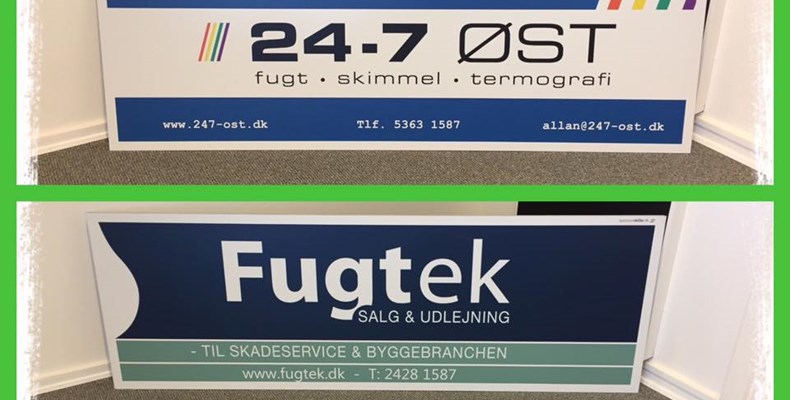 24-7 ØST
fugt · skimmel · termografi
www.247-ost.dk Tlf. 5363 1587 allan@247-ost.dk
Fugtek
SALG & UDLEJNING
- TIL SKADESERVICE & BYGGEBRANCHEN
www.fugtek.dk - T: 2428 1587